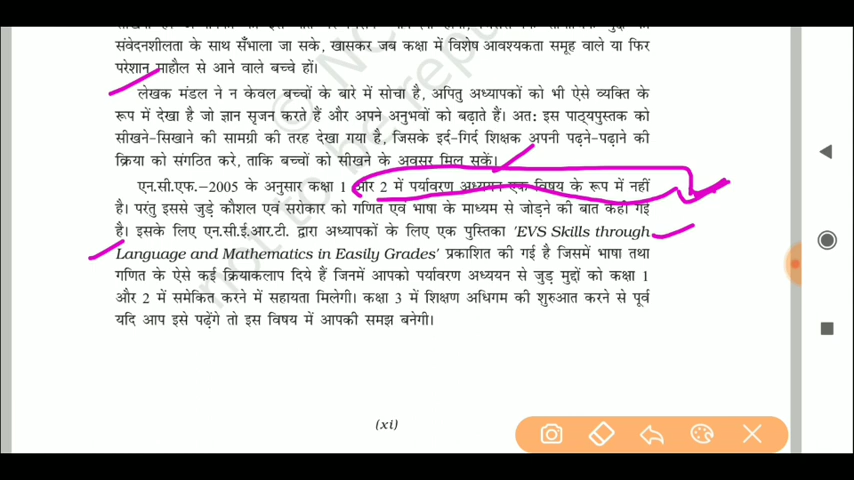 संवेदनशीलता के साथ सँभाला जा सके, खासकर जब कक्षा में विशेष आवश्यकता समूह वाले या फिर
परेशान माहौल से आने वाले बच्चे हों।
लेखक मंडल ने न केवल बच्चों के बारे में सोचा है, अपितु अध्यापकों को भी ऐसे व्यक्ति के
रूप में देखा है जो ज्ञान सृजन करते हैं और अपने अनुभवों को बढ़ाते हैं। अत: इस पाठ्यपुस्तक को
सीखने-सिखाने की सामग्री की तरह देखा गया है, जिसके इर्द-गिर्द शिक्षक अपनी पढ़ने-पढ़ाने की
क्रिया को संगठित करे, ताकि बच्चों को सीखने के अवसर मिल सकें।
एन.सी.एफ.–2005 के अनुसार कक्षा 1 और 2 में पर्यावरण अध्ययन एक विषय के रूप में नहीं
है। परंतु इससे जुड़े कौशल एवं सरोकार को गणित एवं भाषा के माध्यम से जोड़ने की बात कही गई
है। इसके लिए एन.सी.ई.आर.टी. द्वारा अध्यापकों के लिए एक पुस्तिका 'EVS Skills through
Language and Mathematics in Easily Grades' प्रकाशित की गई है जिसमें भाषा तथा
गणित के ऐसे कई क्रियाकलाप दिये हैं जिनमें आपको पर्यावरण अध्ययन से जुड़े मुद्दों को कक्षा 1
और 2 में समेकित करने में सहायता मिलेगी। कक्षा 3 में शिक्षण अधिगम की शुरुआत करने से पूर्व
यदि आप इसे पढ़ेंगे तो इस विषय में आपकी समझ बनेगी।
(xi)